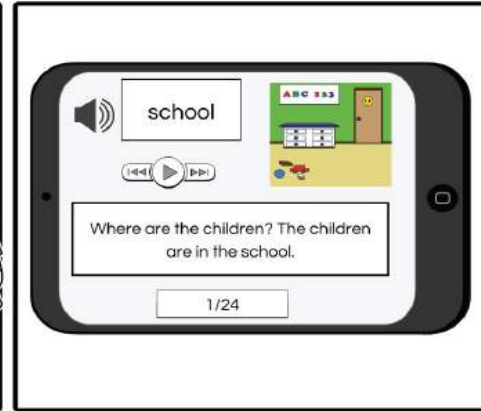 school
ABC 123
Where are the children? The children
are in the school.
1/24